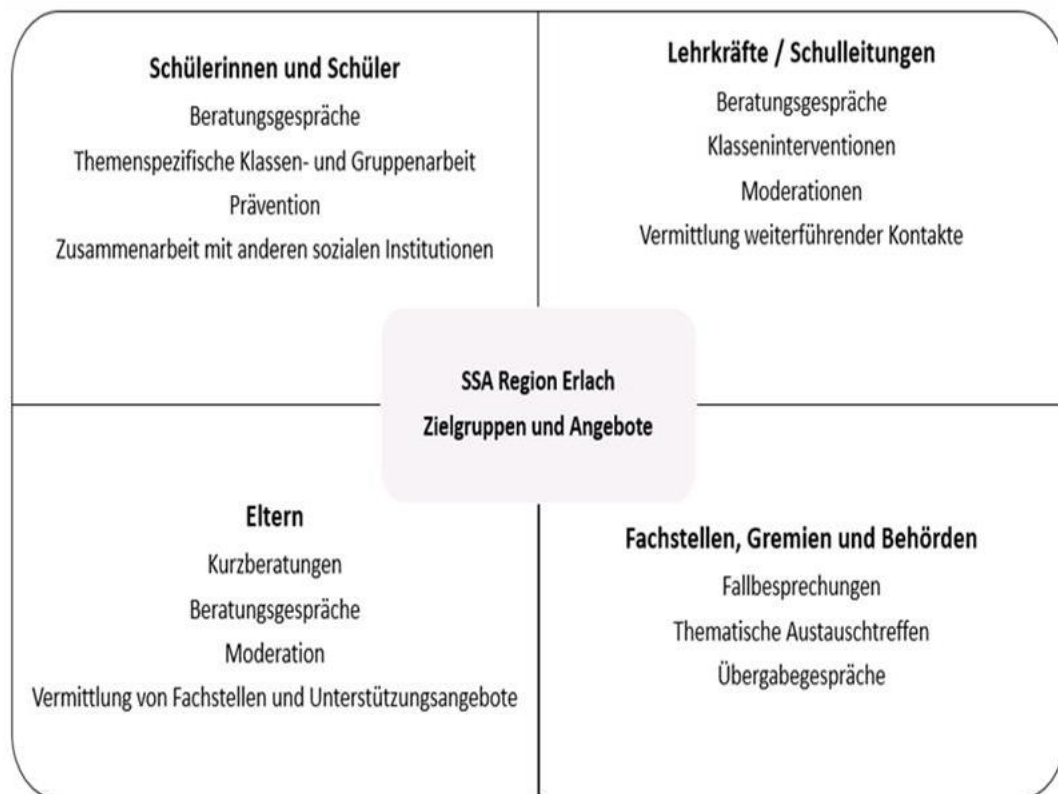 Schülerinnen und Schüler
Beratungsgespräche
Themenspezifische Klassen- und Gruppenarbeit
Prävention
Zusammenarbeit mit anderen sozialen Institutionen
Lehrkräfte / Schulleitungen
Beratungsgespräche
Klasseninterventionen
Moderationen
Vermittlung weiterführender Kontakte
SSA Region Erlach
Zielgruppen und Angebote
Eltern
Kurzberatungen
Beratungsgespräche
Moderation
Vermittlung von Fachstellen und Unterstützungsangebote
Fachstellen, Gremien und Behörden
Fallbesprechungen
Thematische Austauschtreffen
Übergabegespräche